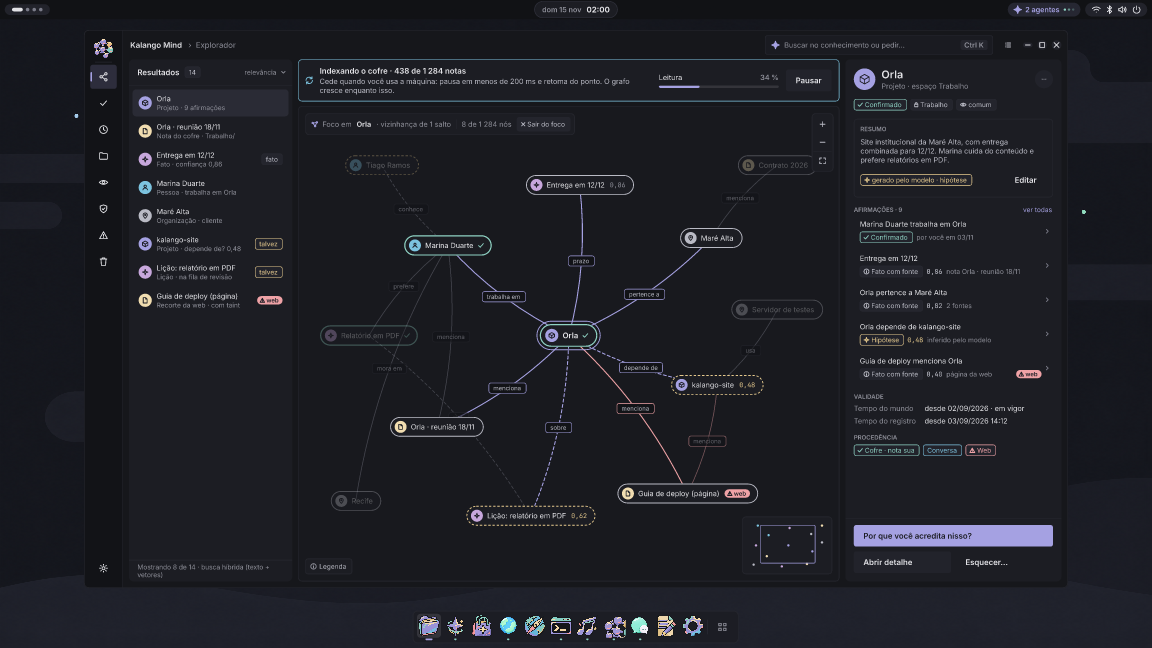 dom 15 nov 02:00
2 agentes
Kalango Mind › Explorador
Buscar no conhecimento ou pedir...
Ctrl K
Resultados 14
relevância
Orla
Projeto · 9 afirmações
Orla · reunião 18/11
Nota do cofre · Trabalho/
Entrega em 12/12
Fato · confiança 0,86
fato
Marina Duarte
Pessoa · trabalha em Orla
Maré Alta
Organização · cliente
kalango-site
Projeto · depende de? 0,48
talvez
Lição: relatório em PDF
Lição · na fila de revisão
talvez
Guia de deploy (página)
Recorte da web · com taint
web
Mostrando 8 de 14 · busca híbrida (texto +
vetores)
Indexando o cofre · 438 de 1 284 notas
Cede quando você usa a máquina: pausa em menos de 200 ms e retoma do ponto. O grafo
cresce enquanto isso.
Leitura 34 %
Pausar
Foco em Orla · vizinhança de 1 salto
8 de 1 284 nós
Sair do foco
Tiago Ramos
Contrato 2026
Entrega em 12/12 0,86
menciona
conhece
Marina Duarte
Maré Alta
prazo
prefere
trabalha em
pertence a
Servidor de testes
Relatório em PDF
menciona
Orla
usa
mora em
depende de
menciona
kalango-site 0,48
menciona
Orla · reunião 18/11
sobre
menciona
Recife
Guia de deploy (página) web
Lição: relatório em PDF 0,62
Legenda
Orla
Projeto · espaço Trabalho
Confirmado
Trabalho
comum
RESUMO
Site institucional da Maré Alta, com entrega
combinada para 12/12. Marina cuida do conteúdo e
prefere relatórios em PDF.
gerado pelo modelo · hipótese
Editar
AFIRMAÇÕES · 9
ver todas
Marina Duarte trabalha em Orla
Confirmado por você em 03/11
Entrega em 12/12
Fato com fonte 0,86 nota Orla · reunião 18/11
Orla pertence a Maré Alta
Fato com fonte 0,82 2 fontes
Orla depende de kalango-site
Hipótese 0,48 inferido pelo modelo
Guia de deploy menciona Orla
Fato com fonte 0,40 página da web
web
VALIDADE
Tempo do mundo desde 02/09/2026 · em vigor
Tempo do registro desde 03/09/2026 14:12
PROCEDÊNCIA
Cofre · nota sua
Conversa
Web
Por que você acredita nisso?
Abrir detalhe
Esquecer...